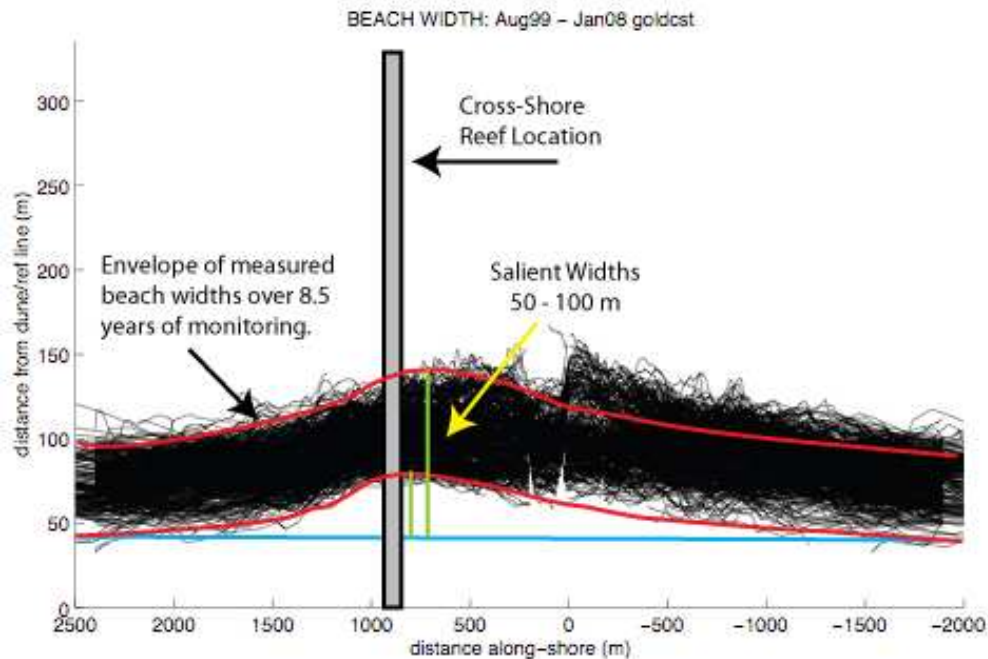 BEACH WIDTH: Aug99 - Jan08 goldcst
300
250
200
150
100
50
0
distance from dune/ref line (m)
Cross-Shore
Reef Location
Envelope of measured
beach widths over 8.5
years of monitoring.
Salient Widths
50 - 100 m
2500
2000
1500
1000
500
0
-500
-1000
-1500
-2000
distance along-shore (m)